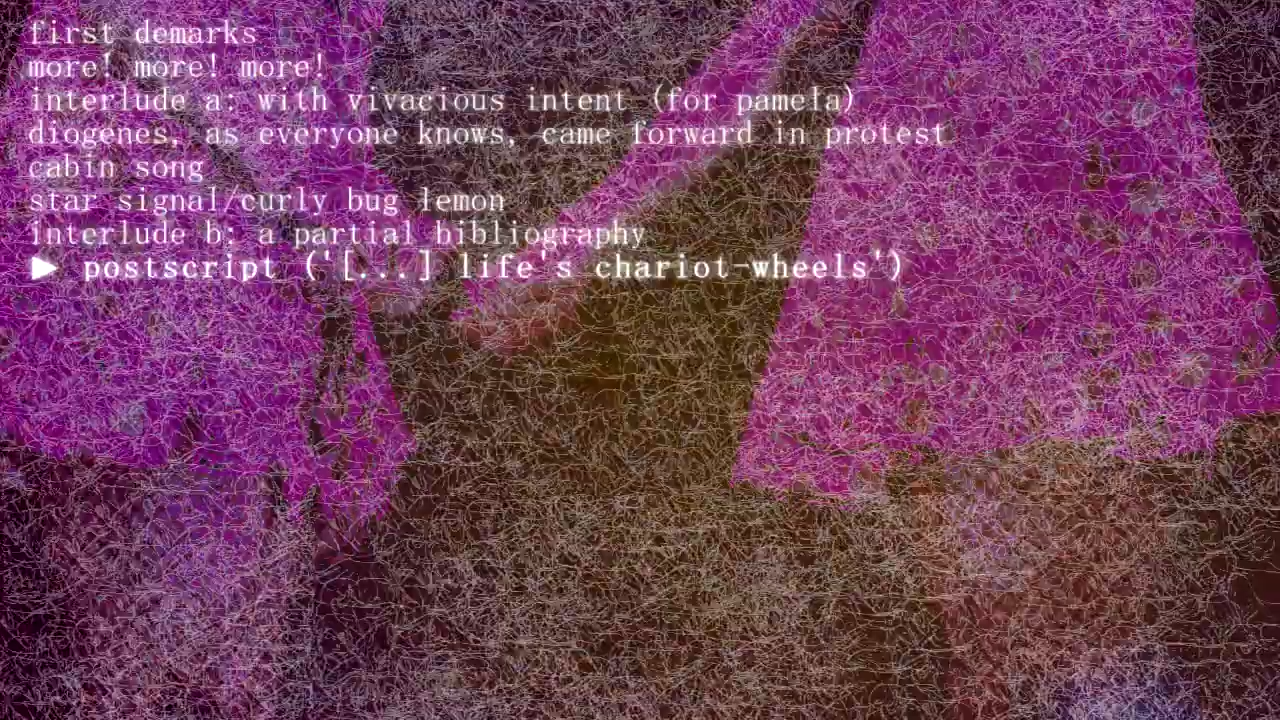 first demarks
more! more! more!
interlude a: with vivacious intent (for pamela)
diogenes, as everyone knows, came forward in protest
cabin song
star signal/curly bug lemon
interlude b: a partial bibliography
▶ postscript ('[...] life's chariot-wheels')